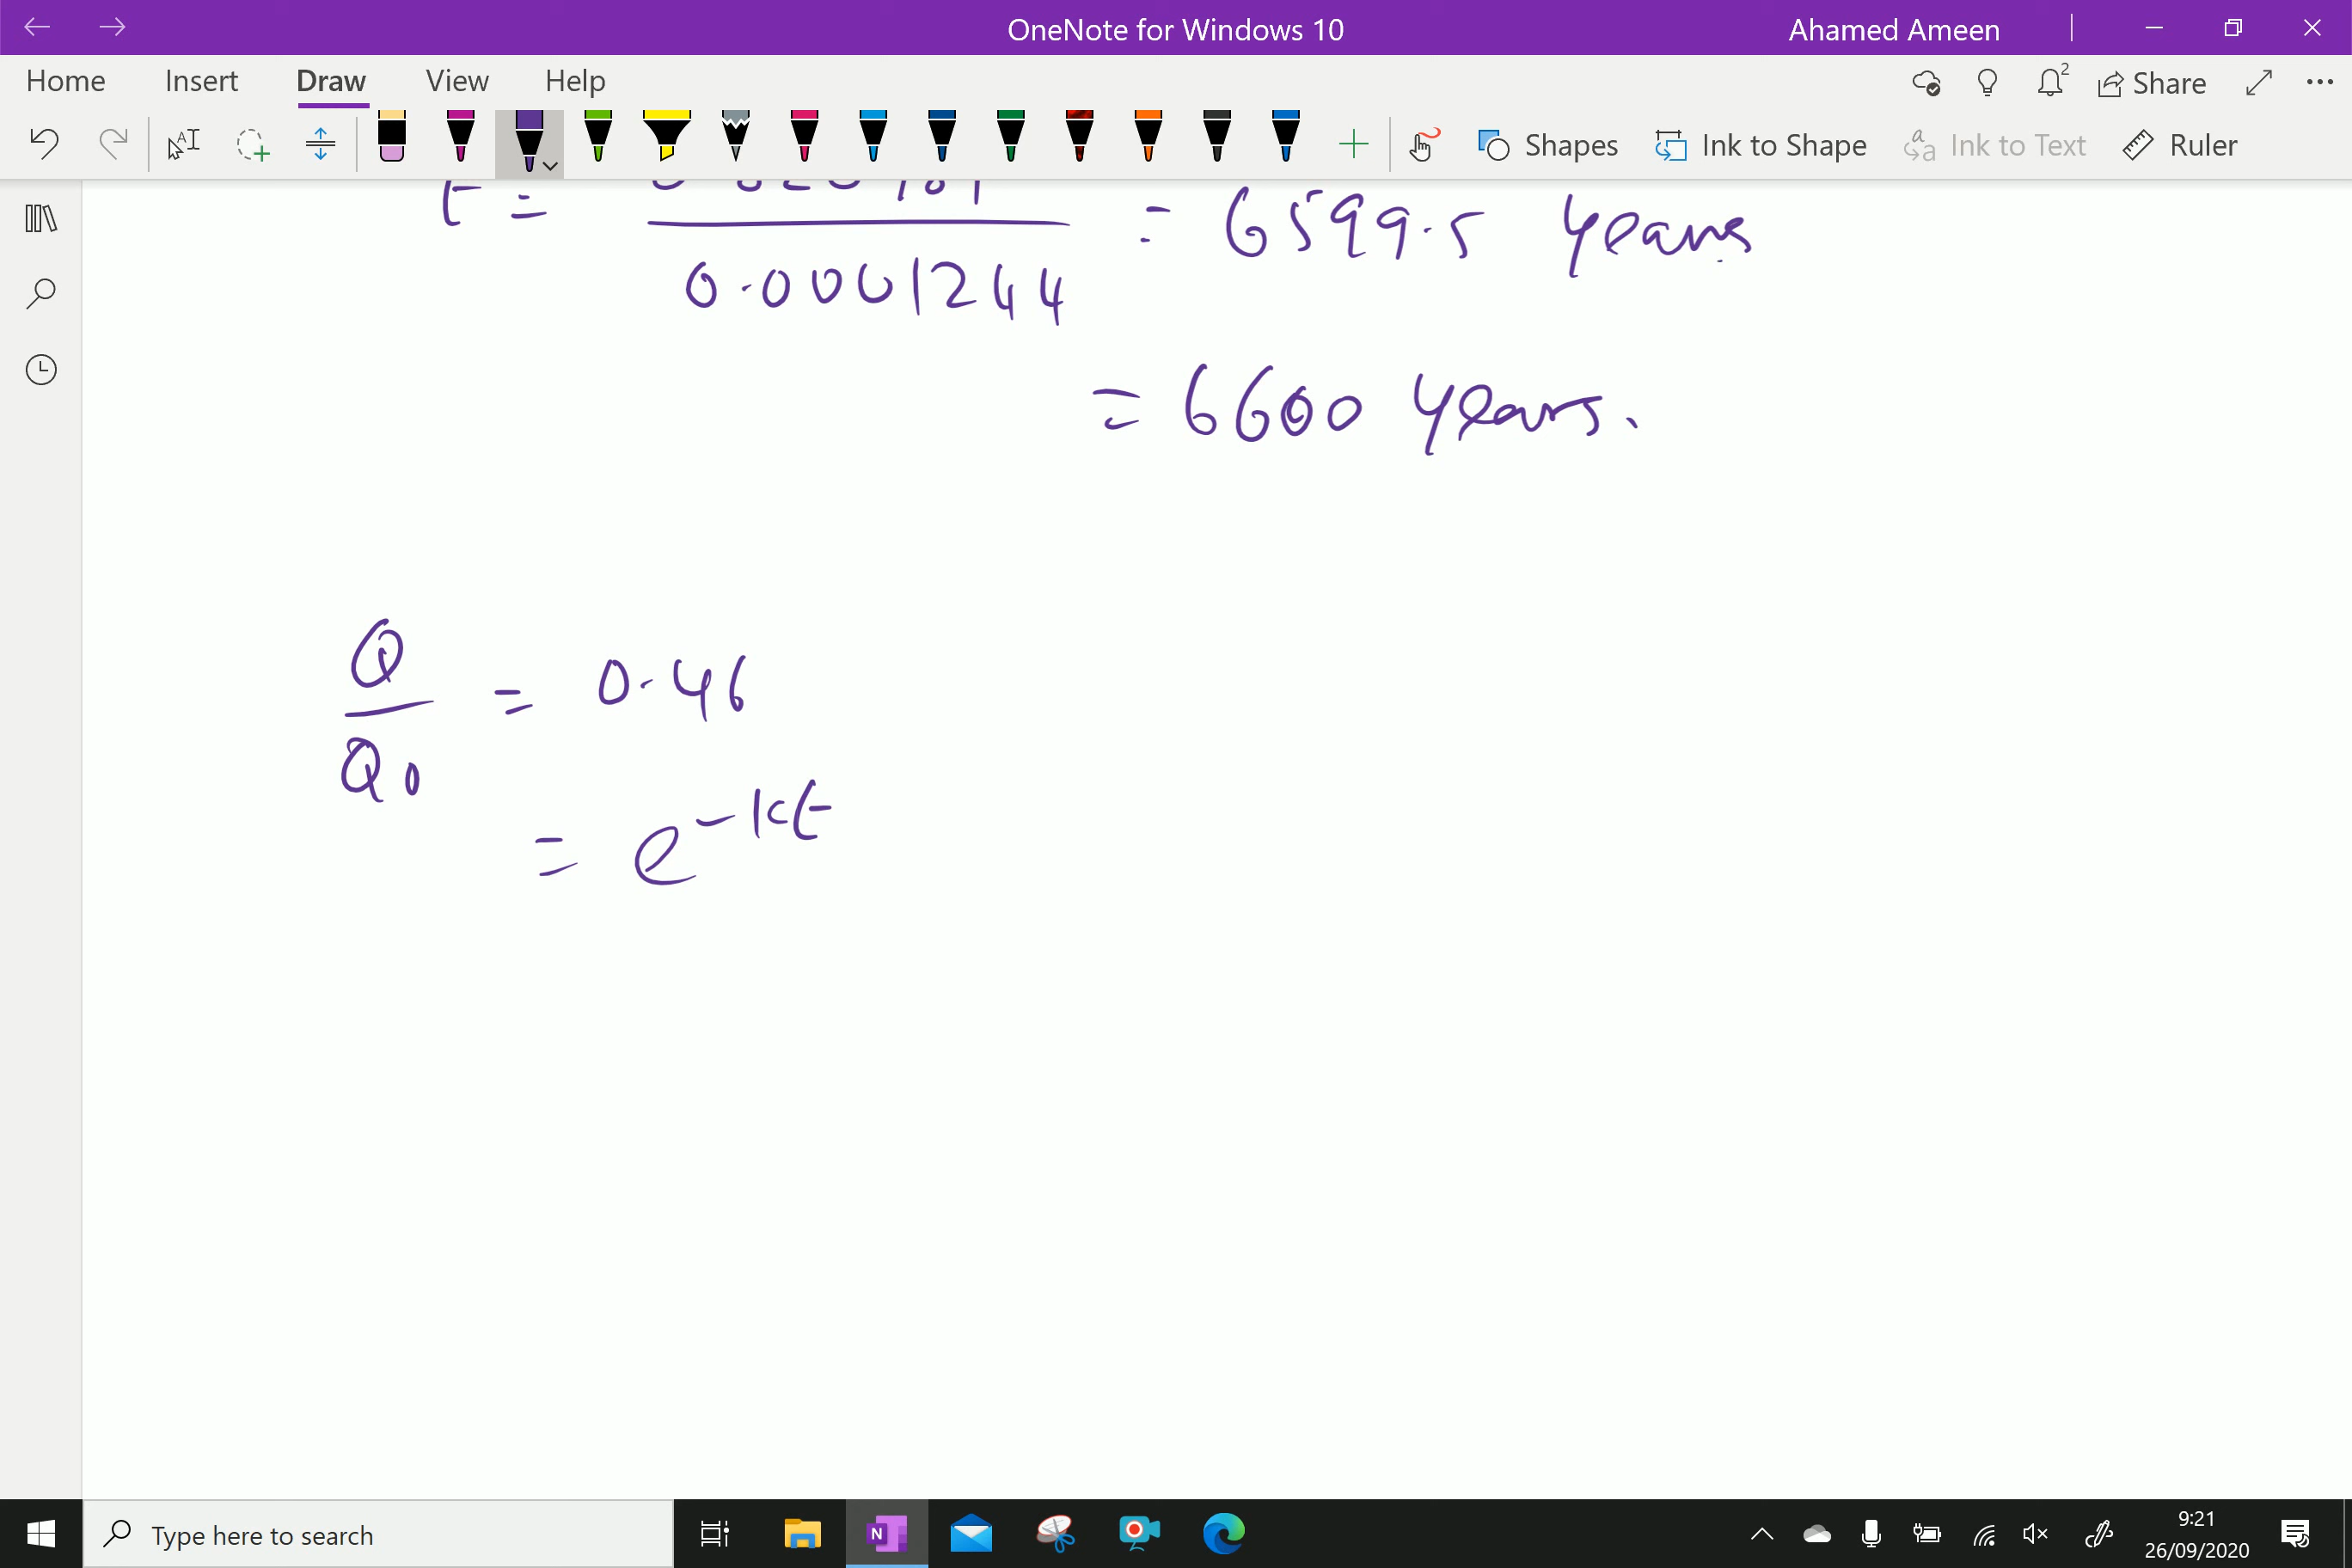 OneNote for Windows 10
Ahamed Ameen
Home Insert Draw View Help
2 Share
Shapes Ink to Shape Ink to Text Ruler
t =
0.0001244
= 6599.5 years
= 6600 years.
Q
Q0
= 0.46
= e^-kt
Type here to search
9:21
26/09/2020